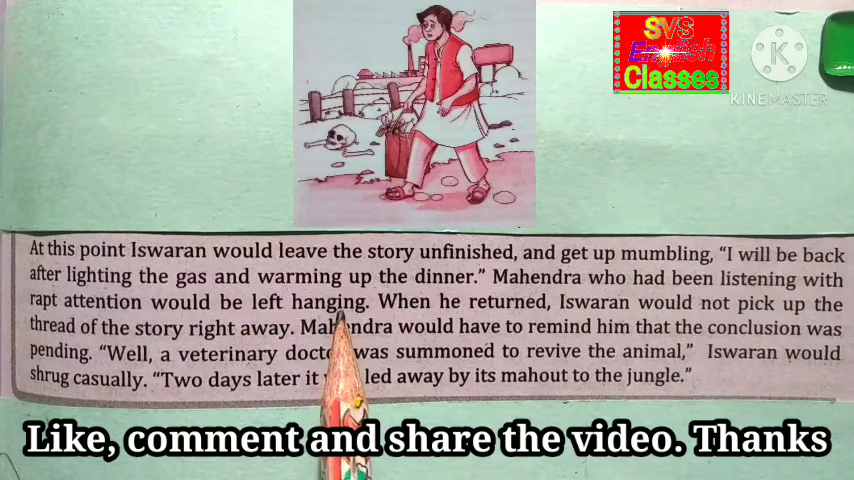 SVS
English
Classes
KINEMASTER
At this point Iswaran would leave the story unfinished, and get up mumbling, "I will be back
after lighting the gas and warming up the dinner." Mahendra who had been listening with
rapt attention would be left hanging. When he returned, Iswaran would not pick up the
thread of the story right away. Mahendra would have to remind him that the conclusion was
pending. "Well, a veterinary doctor was summoned to revive the animal," Iswaran would
shrug casually. "Two days later it led away by its mahout to the jungle."
Like, comment and share the video. Thanks